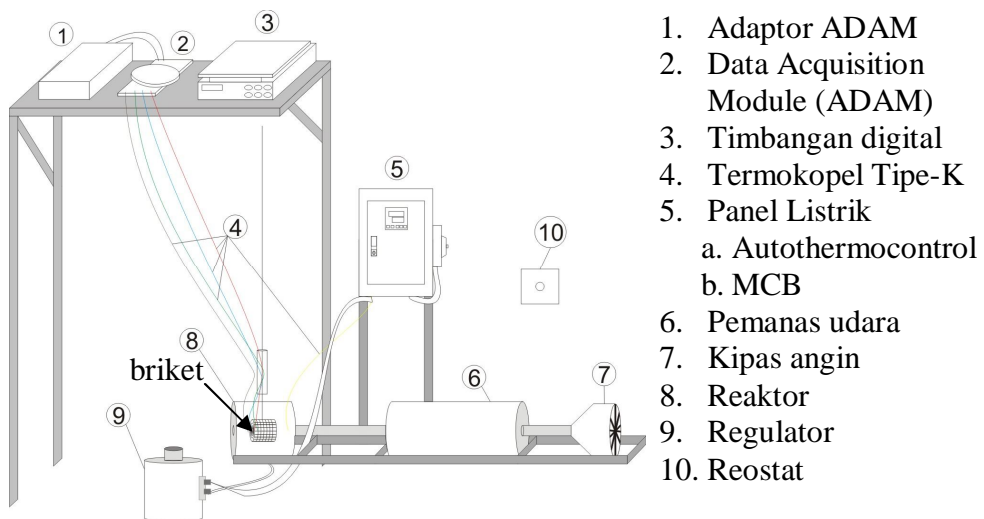 1
2
3
5
4
10
8
briket
6
7
9
1. Adaptor ADAM
2. Data Acquisition
Module (ADAM)
3. Timbangan digital
4. Termokopel Tipe-K
5. Panel Listrik
a. Autothermocontrol
b. MCB
6. Pemanas udara
7. Kipas angin
8. Reaktor
9. Regulator
10. Reostat